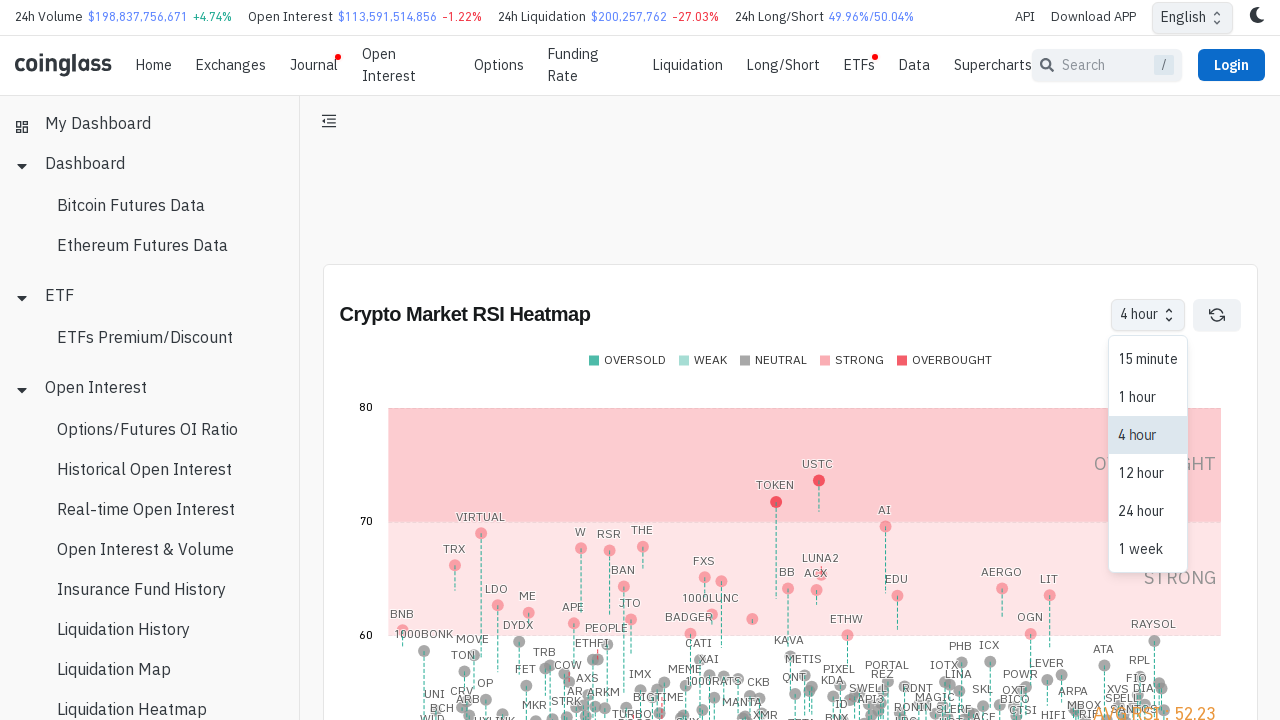 24h Volume $198,837,756,671 +4.74% Open Interest $113,591,514,856 -1.22% 24h Liquidation $200,257,762 -27.03% 24h Long/Short 49.96%/50.04% API Download APP English
coinglass Home Exchanges Journal Open Interest Options Funding Rate Liquidation Long/Short ETFs Data Supercharts Search / Login
My Dashboard
Dashboard
Bitcoin Futures Data
Ethereum Futures Data
ETF
ETFs Premium/Discount
Open Interest
Options/Futures OI Ratio
Historical Open Interest
Real-time Open Interest
Open Interest & Volume
Insurance Fund History
Liquidation History
Liquidation Map
Liquidation Heatmap
Crypto Market RSI Heatmap
4 hour
15 minute
1 hour
4 hour
12 hour
24 hour
1 week
OVERSOLD WEAK NEUTRAL STRONG OVERBOUGHT
80
USTC
TOKEN
AI
70
VIRTUAL
W RSR THE
TRX
FXS LUNA2
BAN BB ACX EDU AERGO LIT
LDO ME JTO 1000LUNC
STRONG
BNB APE BADGER ETHW OGN
60
1000BONK DYDX PEOPLE RAYSOL
MOVE ETHFI CATI KAVA PHB ICX ATA
TON TRB COW XAI METIS PORTAL IOTX LEVER RPL
FET AXS IMX MEME QNT PIXEL REZ LINA POWR FIO
OP 1000RATS CKB KDA SWELL RDNT SKL OXT ARPA XVS DIA
UNI CRV ARB AR ARKM BIGTIME MANTA ID API3 MAGIC BICO MBOX SPELL
BCH MKR STRK TURBO XMR BNX RONIN SLERF ACE CTSI HIFI SANTOS
52.23